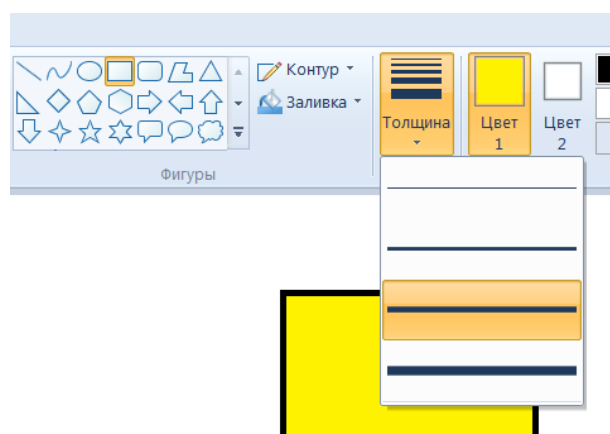 Контур
Заливка
Фигуры
Толщина
Цвет
1
Цвет
2